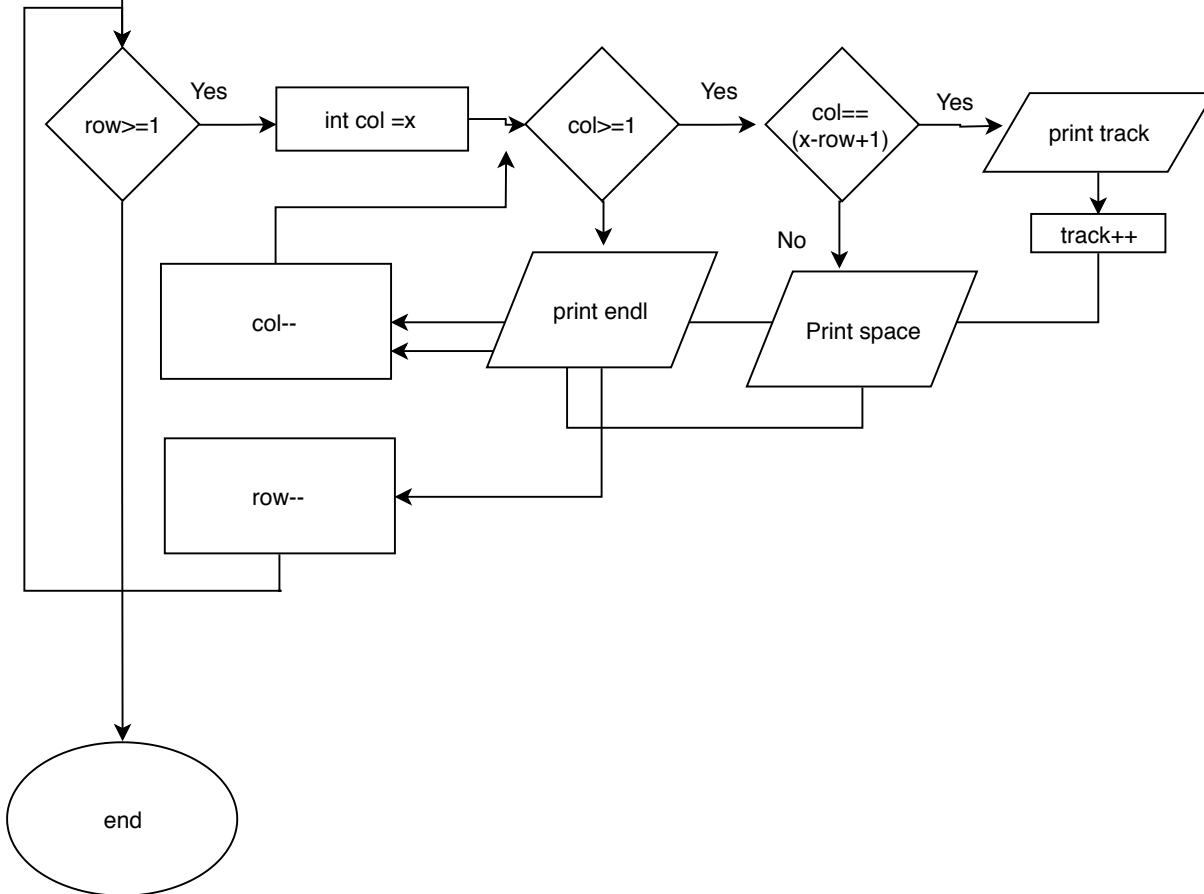 Yes
row>=1
int col =x
col>=1
Yes
col==
(x-row+1)
Yes
print track
track++
No
col--
print endl
Print space
row--
end